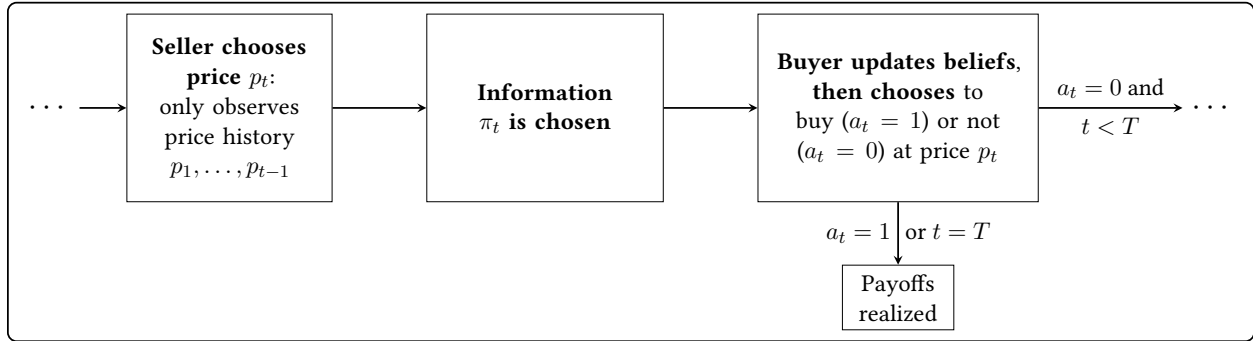 · · ·
Seller chooses
price p_t:
only observes
price history
p_1, . . . , p_{t−1}
Information
π_t is chosen
Buyer updates beliefs,
then chooses to
buy (a_t = 1) or not
(a_t = 0) at price p_t
a_t = 0 and
t < T
· · ·
a_t = 1 or t = T
Payoffs
realized